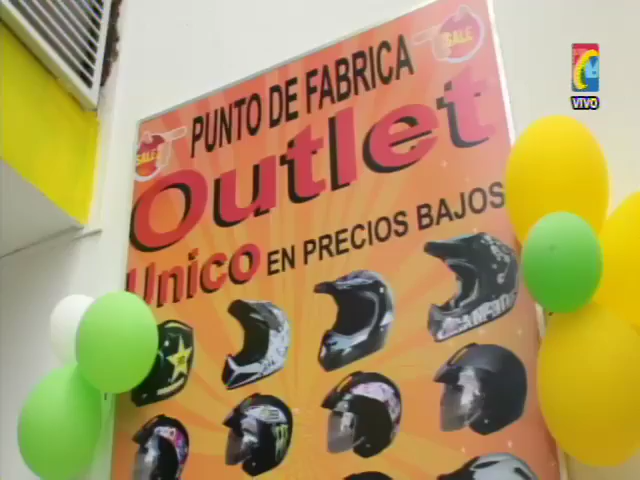 SALE
PUNTO DE FABRICA
SALE
Outlet
Unico EN PRECIOS BAJOS
VIVO